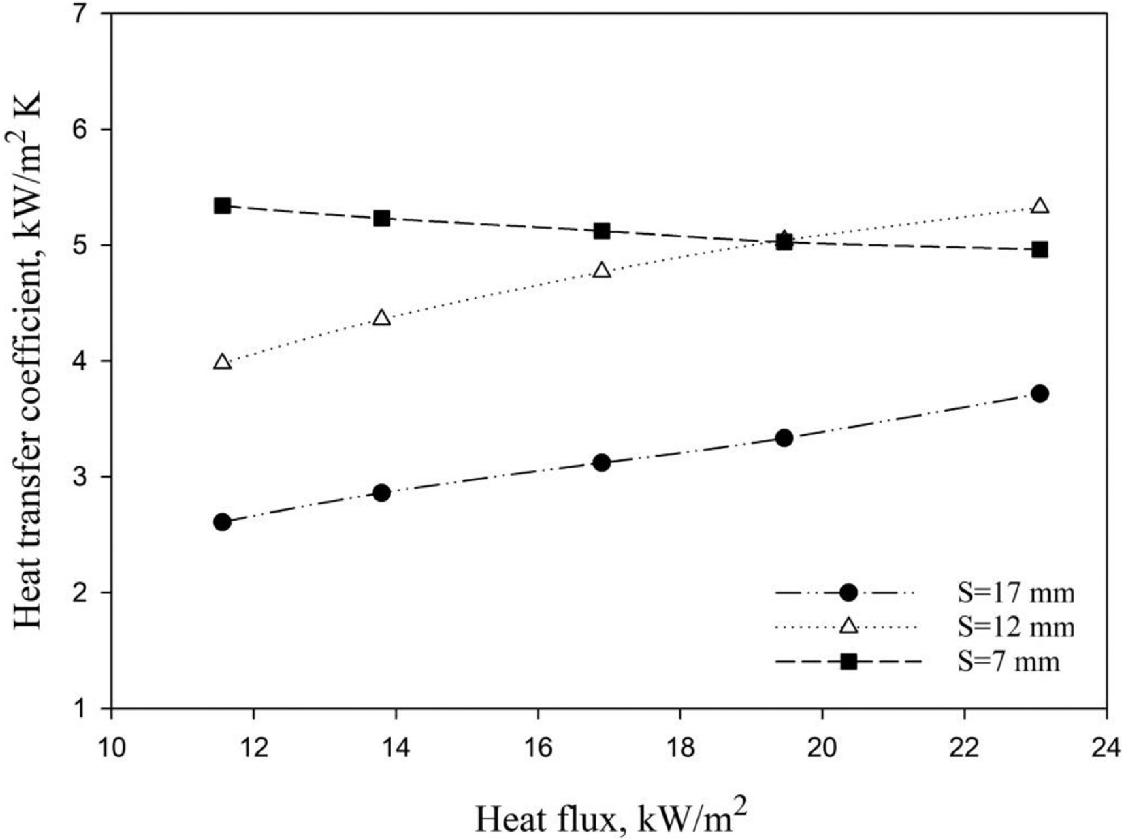 Heat transfer coefficient, kW/m² K
7
6
5
4
3
2
1
S=17 mm
S=12 mm
S=7 mm
10 12 14 16 18 20 22 24
Heat flux, kW/m²